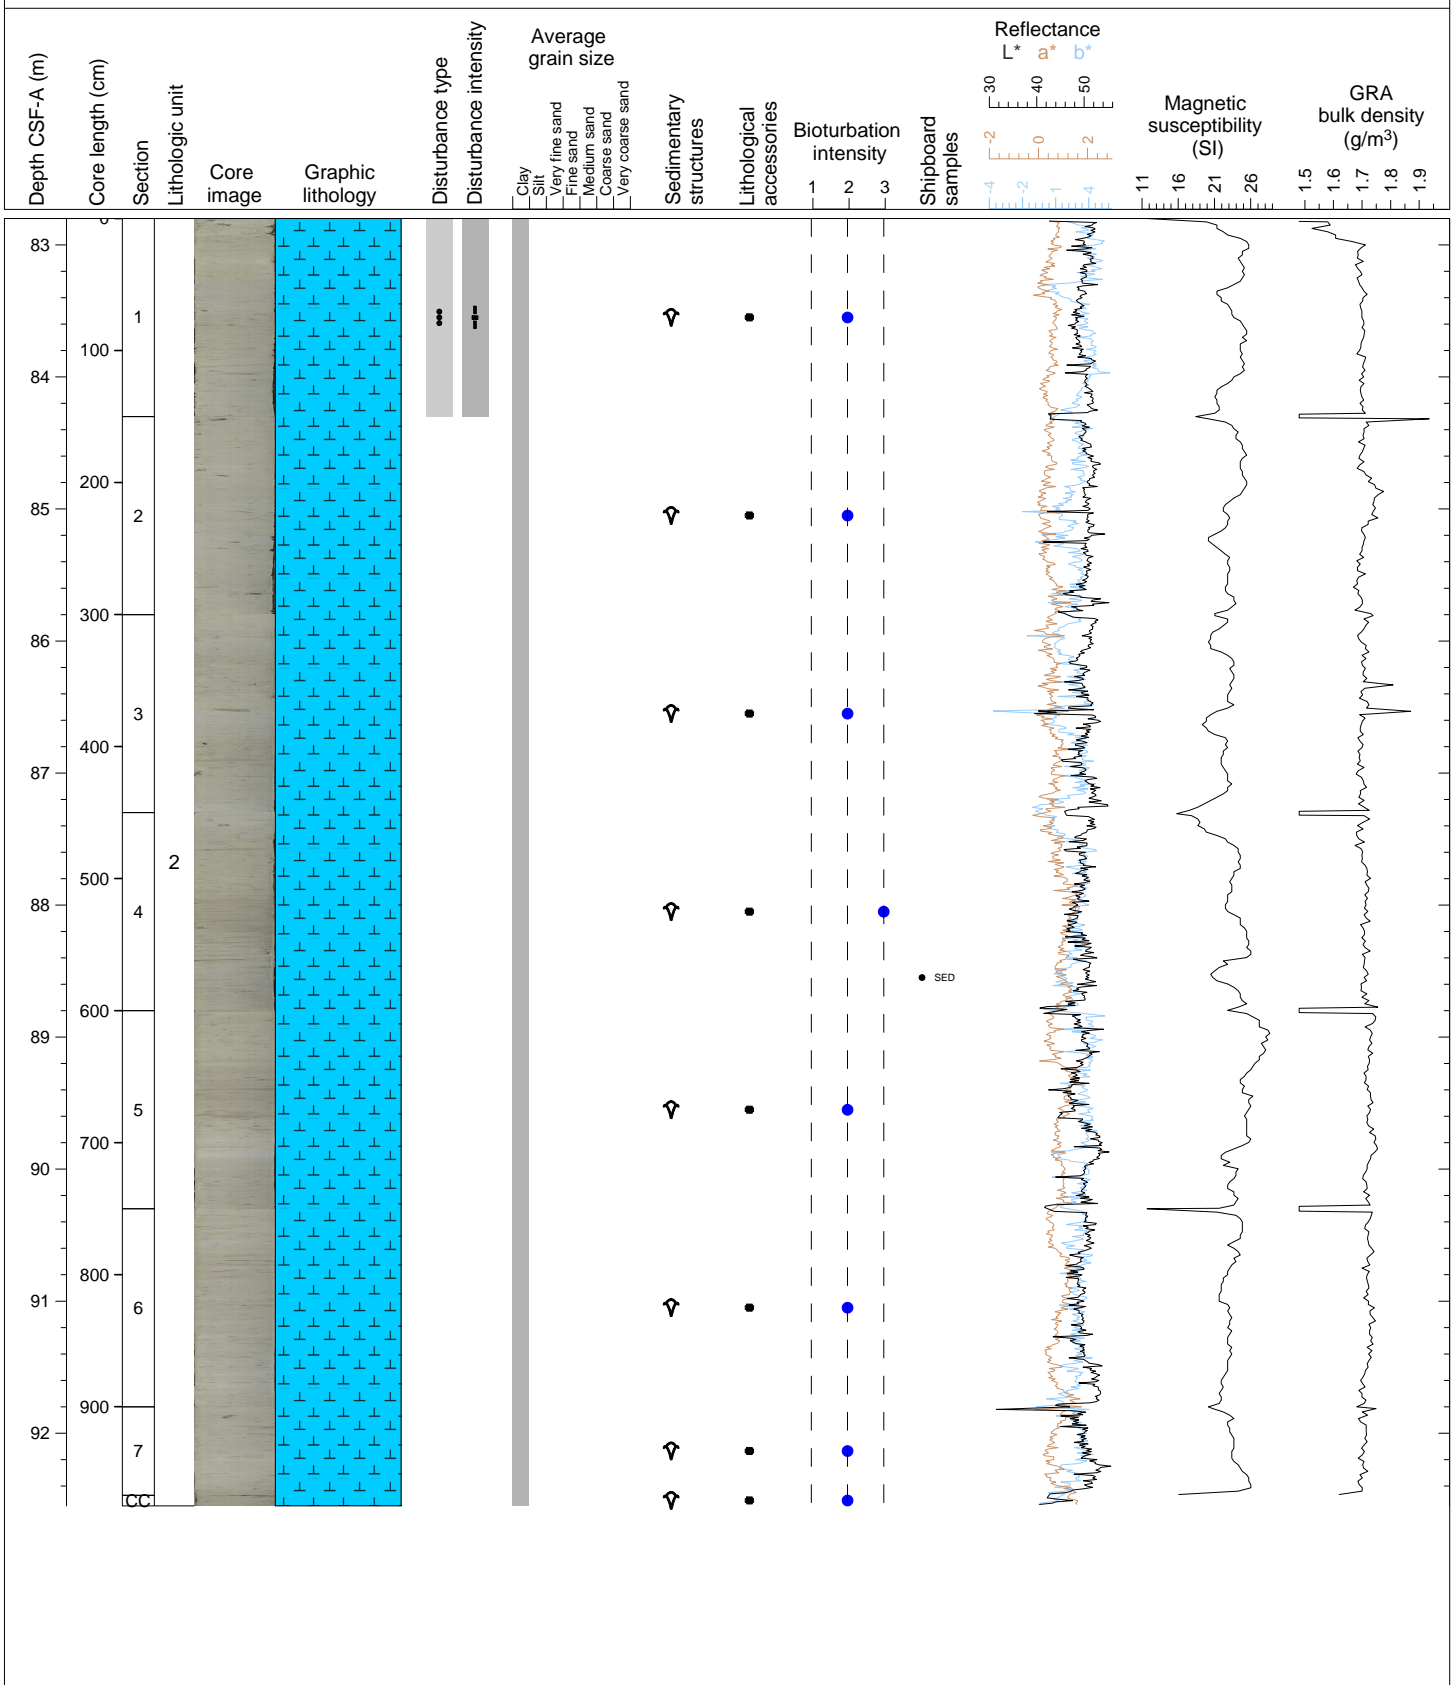 Depth CSF-A (m)
Core length (cm)
Section
Lithologic unit
Core
image
Graphic
lithology
Disturbance type
Disturbance intensity
Average
grain size
Clay
Silt
Very fine sand
Fine sand
Medium sand
Coarse sand
Very coarse sand
Sedimentary
structures
Lithological
accessories
Bioturbation
intensity
1 2 3
Shipboard
samples
Reflectance
L* a* b*
30 40 50
-2 0 2
-4 -2 1 4
Magnetic
susceptibility
(SI)
11 16 21 26
GRA
bulk density
(g/m³)
1.5 1.6 1.7 1.8 1.9
0
83
1
100
84
200
85
2
300
86
3
400
87
2
500
88
4
SED
600
89
5
700
90
800
91
6
900
92
7
CC